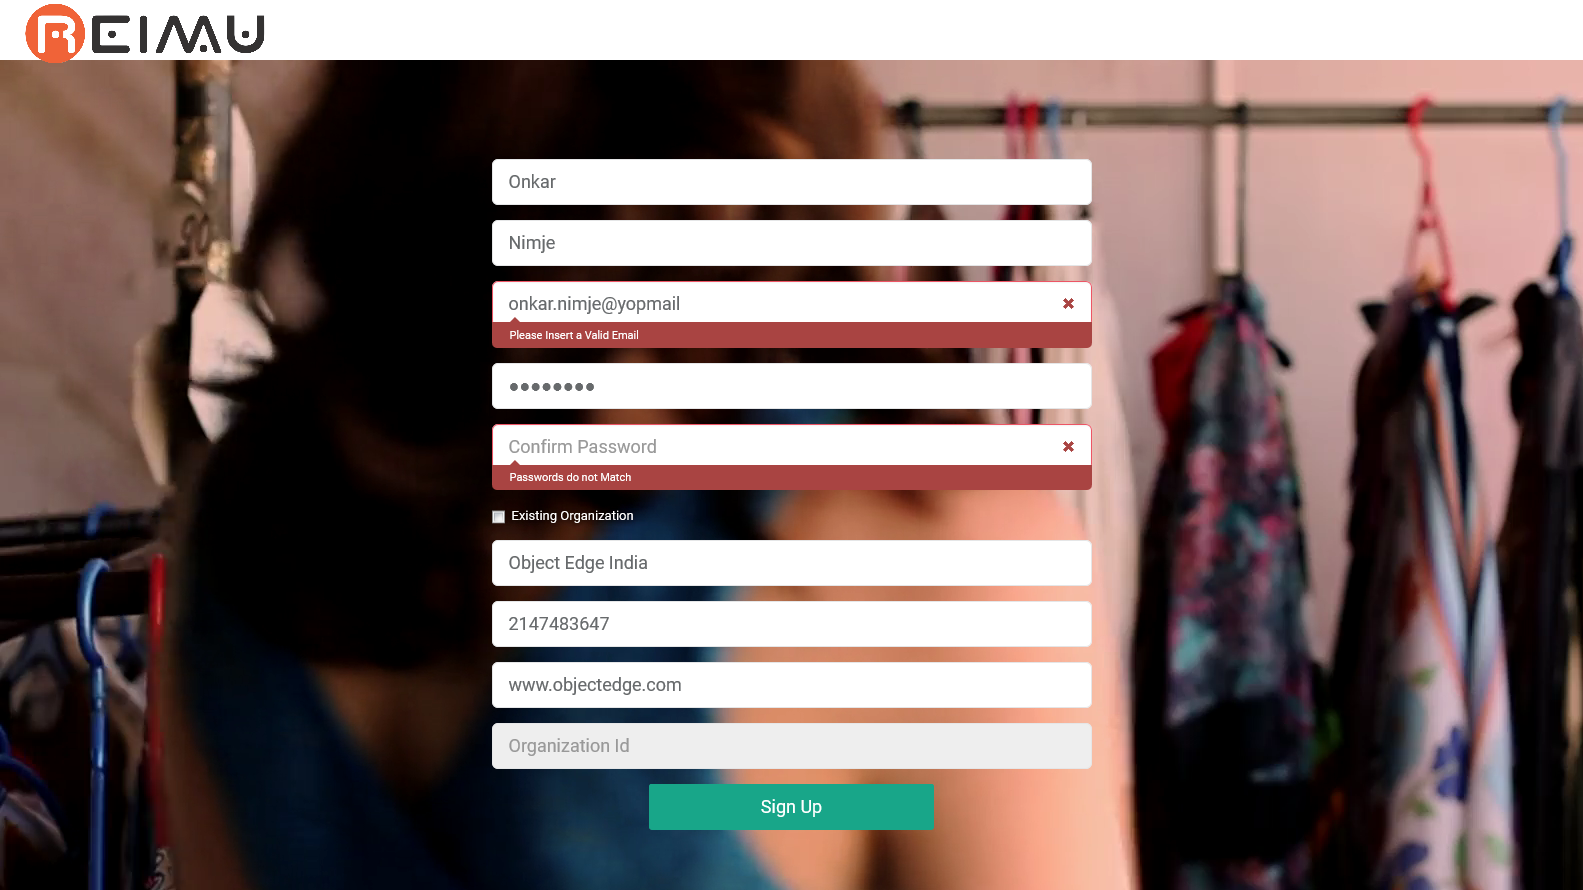 REIMU
Onkar
Nimje
onkar.nimje@yopmail
Please Insert a Valid Email
••••••••
Confirm Password
Passwords do not Match
Existing Organization
Object Edge India
2147483647
www.objectedge.com
Organization Id
Sign Up